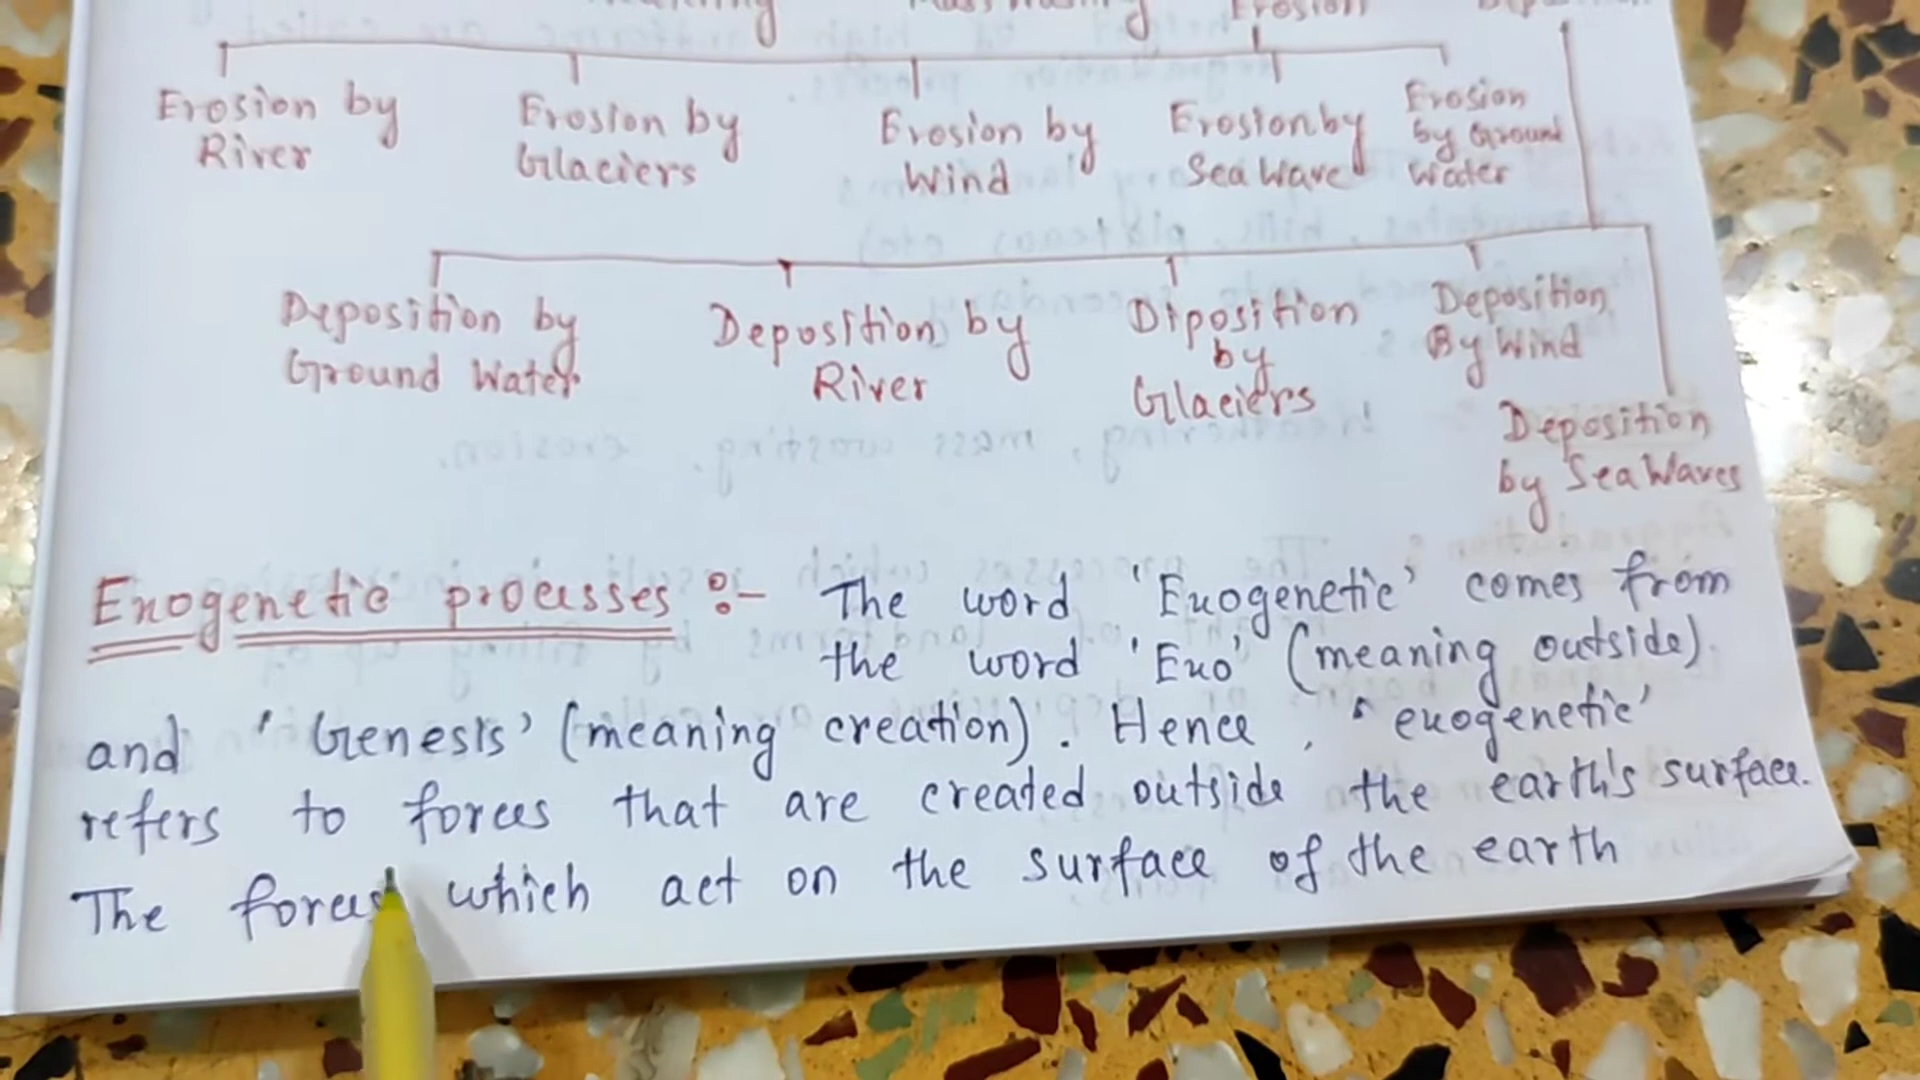 Erosion
Erosion by
River
Erosion by
Glaciers
Erosion by
Wind
Erosion by
Sea Wave
Erosion
by Ground
Water
Deposition by
Ground Water
Deposition by
River
Diposition
by
Glaciers
Deposition
By Wind
Deposition
by Sea Waves
Exogenetic processes :- The word 'Exogenetic' comes from
the word 'Exo' (meaning outside).
and 'Genesis' (meaning creation). Hence, 'exogenetic'
refers to forces that are created outside the earth's surface.
The forces which act on the surface of the earth